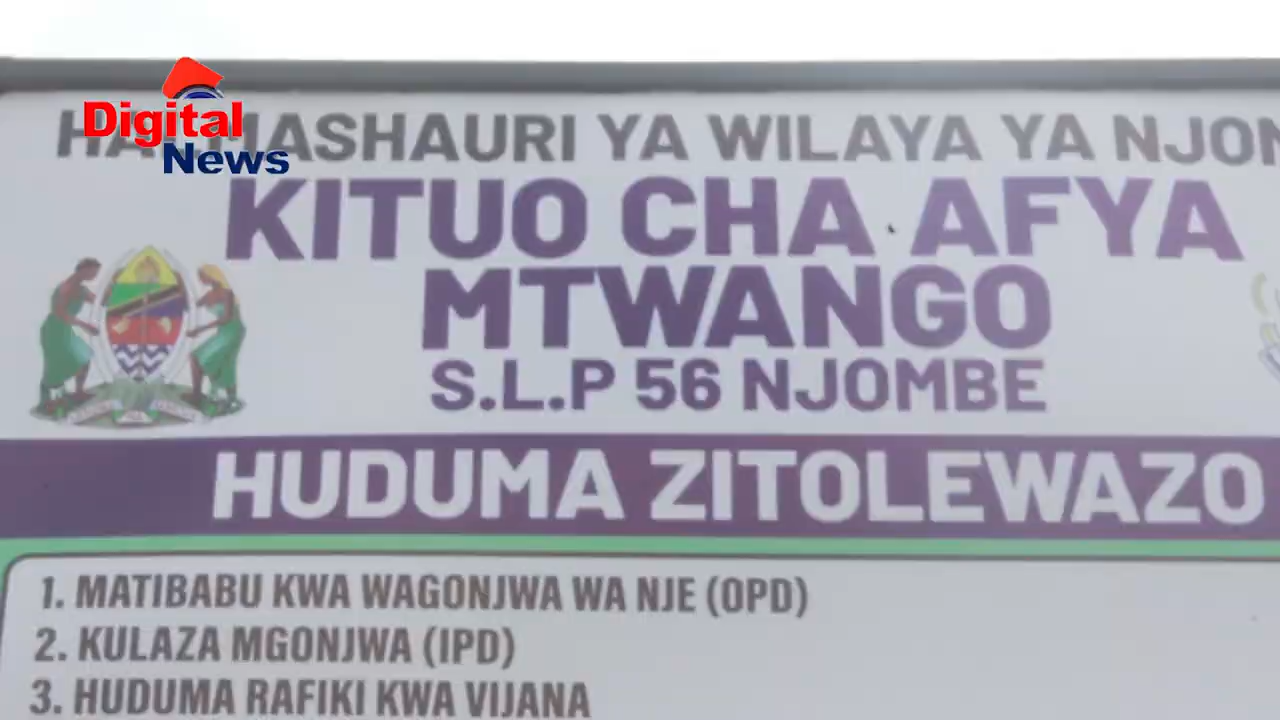 Digital
News
YA WILAYA YA
KITUO CHA AFYA
MTWANGO
S.L.P 56 NJOMBE
HUDUMA ZITOLEWAZO
1. MATIBABU KWA WAGONJWA WA NJE (OPD)
2. KULAZA MGONJWA (IPD)
3. HUDUMA RAFIKI KWA VIJANA